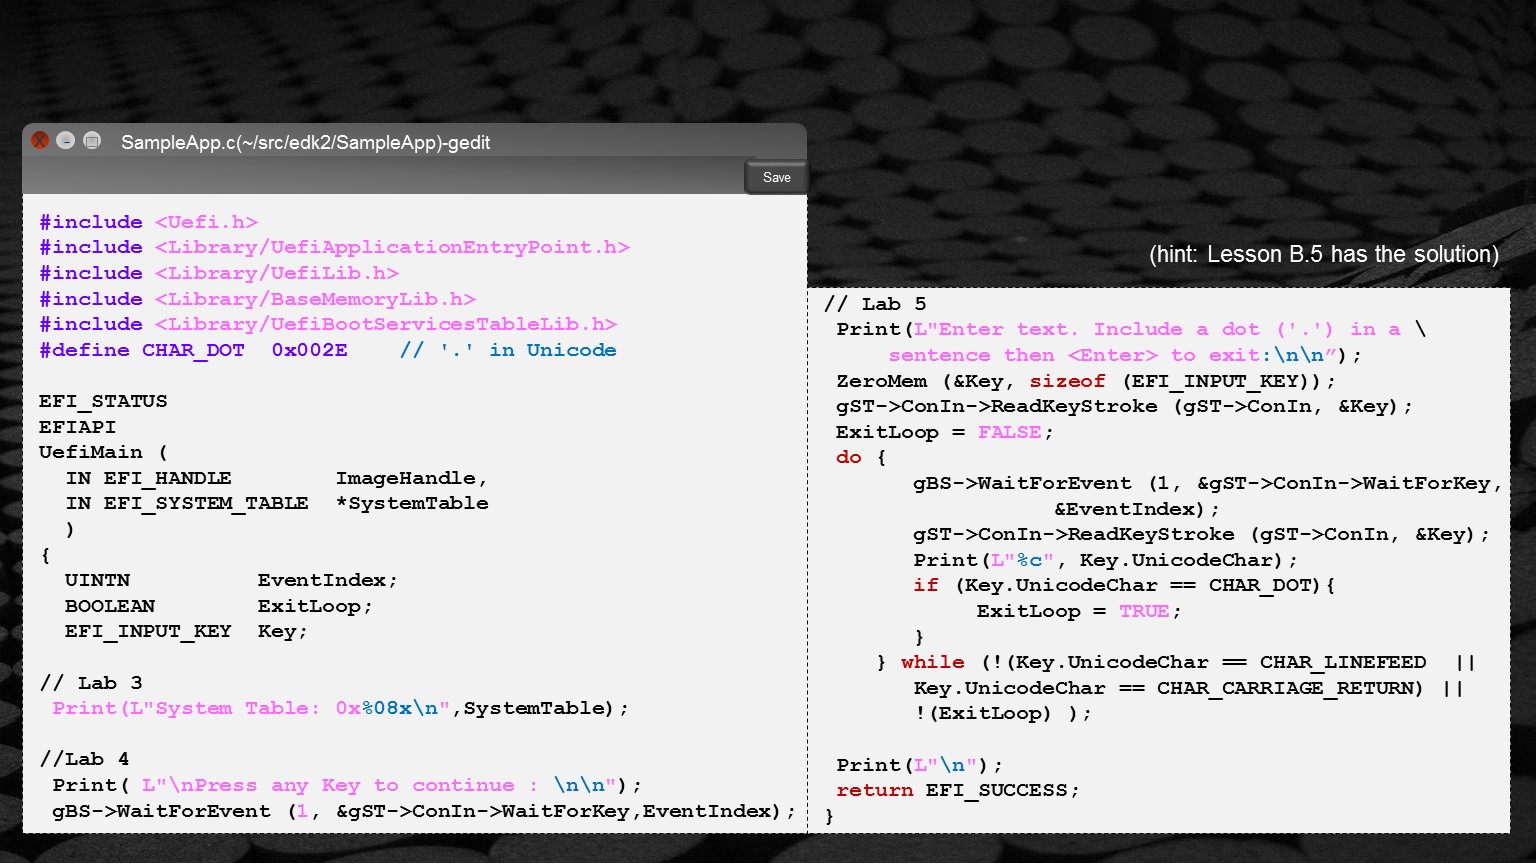 SampleApp.c(~/src/edk2/SampleApp)-gedit
Save
#include <Uefi.h>
#include <Library/UefiApplicationEntryPoint.h>
#include <Library/UefiLib.h>
#include <Library/BaseMemoryLib.h>
#include <Library/UefiBootServicesTableLib.h>
#define CHAR_DOT  0x002E    // '.' in Unicode
EFI_STATUS
EFIAPI
UefiMain (
  IN EFI_HANDLE        ImageHandle,
  IN EFI_SYSTEM_TABLE  *SystemTable
  )
{
  UINTN          EventIndex;
  BOOLEAN        ExitLoop;
  EFI_INPUT_KEY  Key;
// Lab 3
 Print(L"System Table: 0x%08x\n",SystemTable);
//Lab 4
 Print( L"\nPress any Key to continue : \n\n");
 gBS->WaitForEvent (1, &gST->ConIn->WaitForKey,EventIndex);
(hint: Lesson B.5 has the solution)
// Lab 5
 Print(L"Enter text. Include a dot ('.') in a \
     sentence then <Enter> to exit:\n\n”);
 ZeroMem (&Key, sizeof (EFI_INPUT_KEY));
 gST->ConIn->ReadKeyStroke (gST->ConIn, &Key);
 ExitLoop = FALSE;
 do {
       gBS->WaitForEvent (1, &gST->ConIn->WaitForKey,
                  &EventIndex);
       gST->ConIn->ReadKeyStroke (gST->ConIn, &Key);
       Print(L"%c", Key.UnicodeChar);
       if (Key.UnicodeChar == CHAR_DOT){
            ExitLoop = TRUE;
       }
    } while (!(Key.UnicodeChar == CHAR_LINEFEED  ||
       Key.UnicodeChar == CHAR_CARRIAGE_RETURN) ||
       !(ExitLoop) );
 Print(L"\n");
 return EFI_SUCCESS;
}